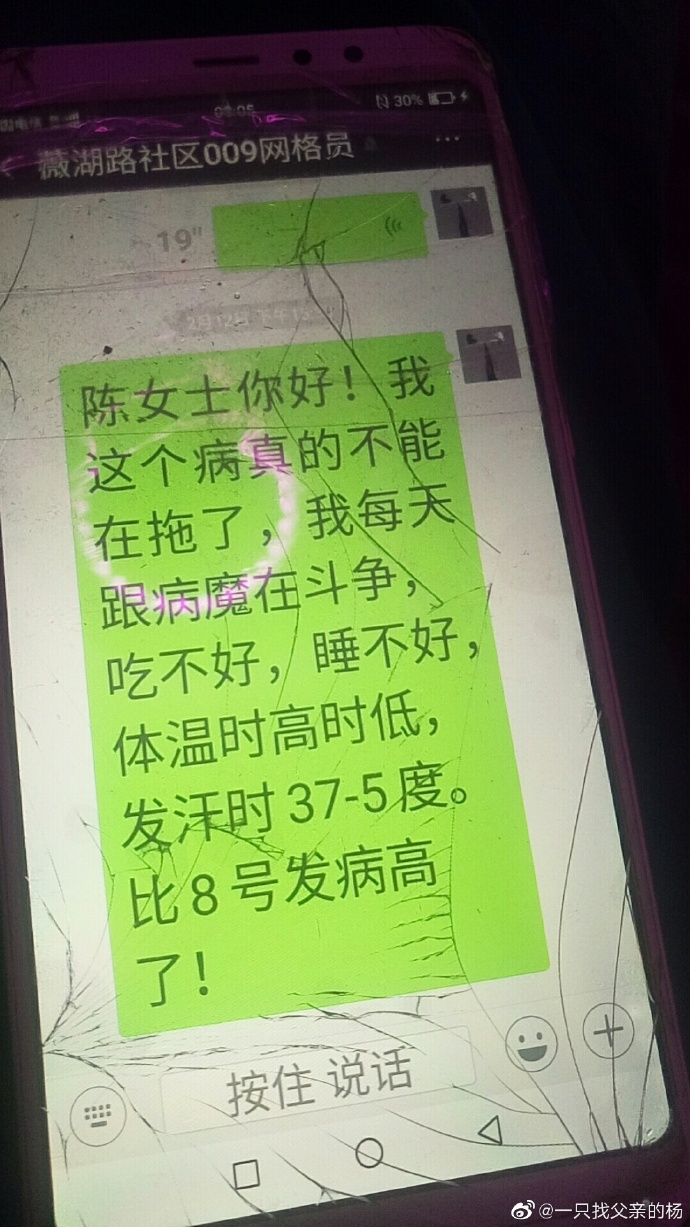 30%
薇湖路社区009网格员
19"
陈女士你好！我
这个病真的不能
在拖了，我每天
跟病魔在斗争，
吃不好，睡不好，
体温时高时低，
发汗时37-5度。
比8号发病高
了！
按住 说话
@一只找父亲的杨